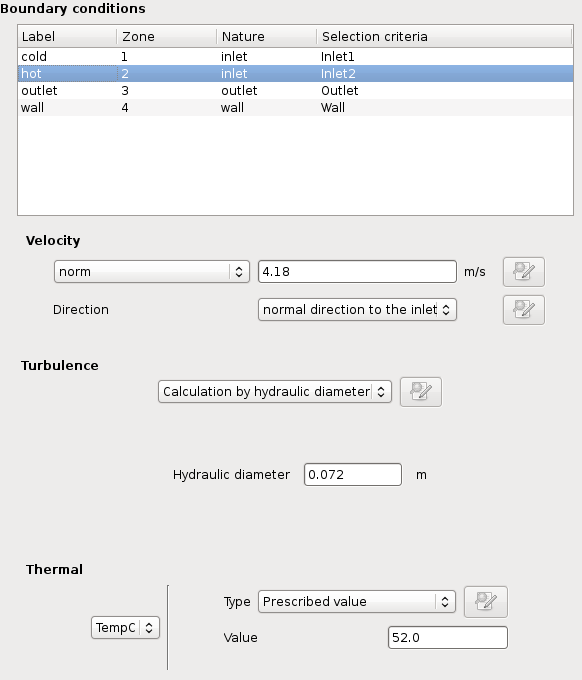 Boundary conditions
Label Zone Nature Selection criteria
cold 1 inlet Inlet1
hot 2 inlet Inlet2
outlet 3 outlet Outlet
wall 4 wall Wall
Velocity
norm 4.18 m/s
Direction normal direction to the inlet
Turbulence
Calculation by hydraulic diameter
Hydraulic diameter 0.072 m
Thermal
Type Prescribed value
TempC
Value 52.0